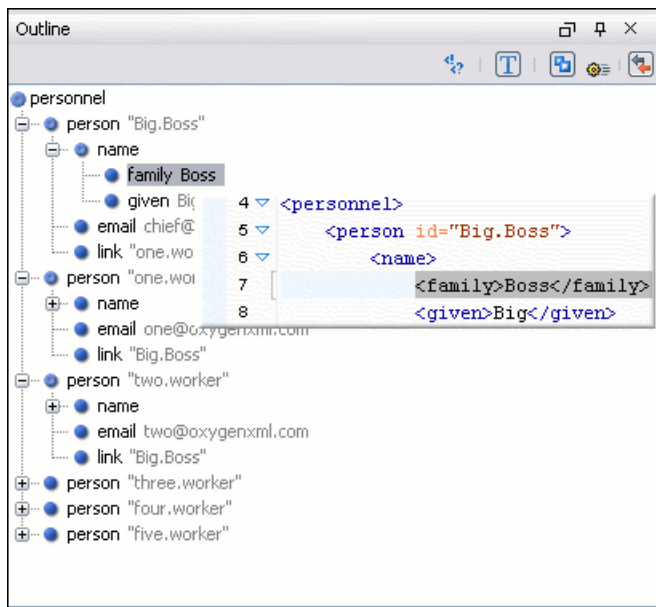 Outline
personnel
person "Big.Boss"
name
family Boss
given Big
email chief@
link "one.wo
person "one.wor
name
email one@oxygenxml.com
link "Big.Boss"
person "two.worker"
name
email two@oxygenxml.com
link "Big.Boss"
person "three.worker"
person "four.worker"
person "five.worker"
4 <personnel>
5 <person id="Big.Boss">
6 <name>
7 <family>Boss</family>
8 <given>Big</given>